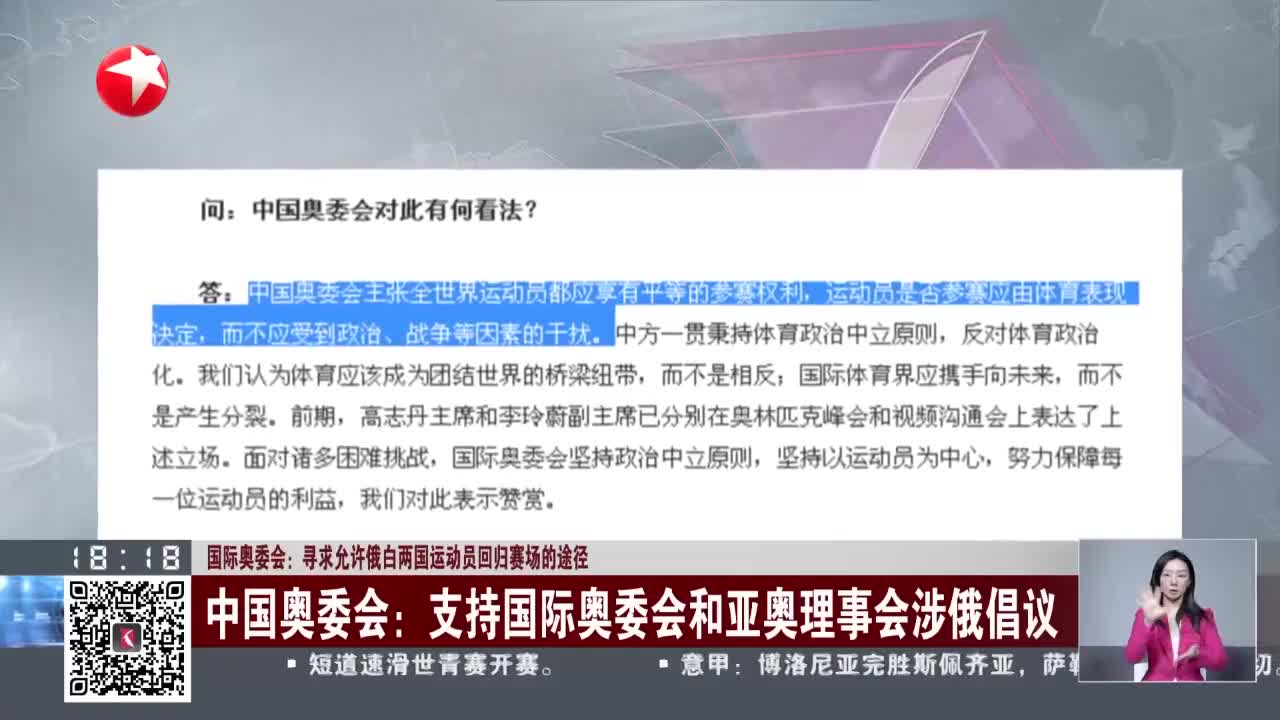 问：中国奥委会对此有何看法？
答：中国奥委会主张全世界运动员都应享有平等的参赛权利，运动员是否参赛应由体育表现
决定，而不应受到政治、战争等因素的干扰。中方一贯秉持体育政治中立原则，反对体育政治
化。我们认为体育应该成为团结世界的桥梁纽带，而不是相反；国际体育界应携手向未来，而不
是产生分裂。前期，高志丹主席和李玲蔚副主席已分别在奥林匹克峰会和视频沟通会上表达了上
述立场。面对诸多困难挑战，国际奥委会坚持政治中立原则，坚持以运动员为中心，努力保障每
一位运动员的利益，我们对此表示赞赏。
18:18
国际奥委会：寻求允许俄白两国运动员回归赛场的途径
中国奥委会：支持国际奥委会和亚奥理事会涉俄倡议
▪ 短道速滑世青赛开赛。 ▪ 意甲：博洛尼亚完胜斯佩齐亚，萨 切。